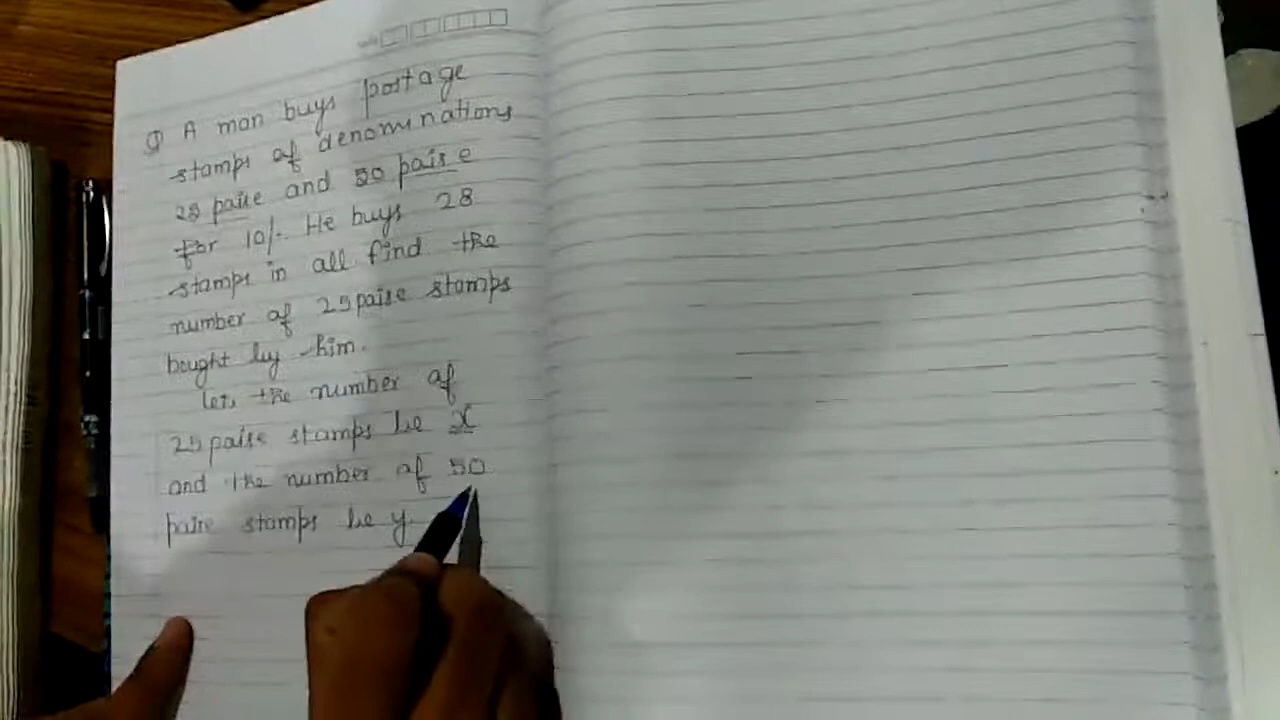 Q A man buys postage
stamps of denominations
25 paise and 50 paise
for 10/-. He buys 28
stamps in all find the
number of 25 paise stamps
bought by him.
let, the number of
25 paise stamps be x
and the number of 50
paise stamps be y.